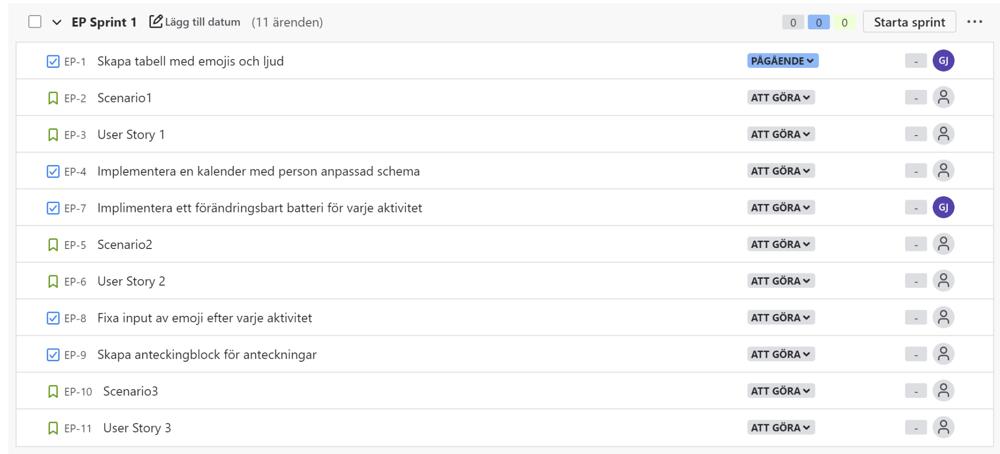 EP Sprint 1 Lägg till datum (11 ärenden) 0 0 0 Starta sprint
EP-1 Skapa tabell med emojis och ljud PÅGÅENDE - GJ
EP-2 Scenario1 ATT GÖRA -
EP-3 User Story 1 ATT GÖRA -
EP-4 Implementera en kalender med person anpassad schema ATT GÖRA -
EP-7 Implimentera ett förändringsbart batteri för varje aktivitet ATT GÖRA - GJ
EP-5 Scenario2 ATT GÖRA -
EP-6 User Story 2 ATT GÖRA -
EP-8 Fixa input av emoji efter varje aktivitet ATT GÖRA -
EP-9 Skapa anteckingblock för anteckningar ATT GÖRA -
EP-10 Scenario3 ATT GÖRA -
EP-11 User Story 3 ATT GÖRA -